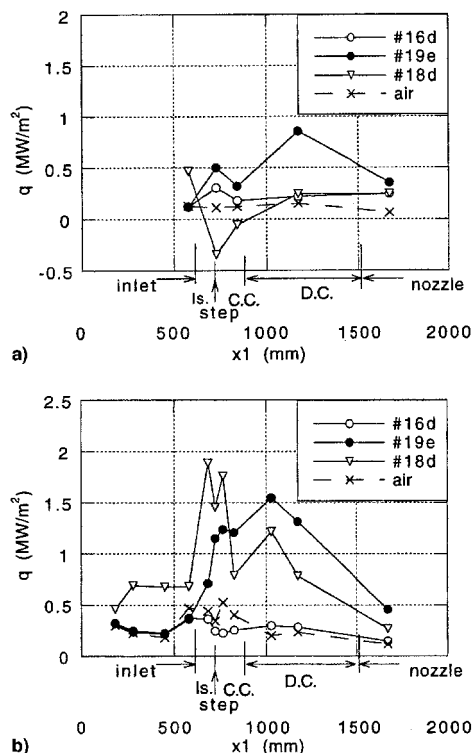 2
1.5
1
0.5
0
-0.5
q (MW/m²)
#16d
#19e
#18d
air
inlet
Is.
step
C.C.
D.C.
nozzle
0 500 1000 1500 2000
a) x1 (mm)
2.5
2
1.5
1
0.5
0
q (MW/m²)
#16d
#19e
#18d
air
inlet
Is.
step
C.C.
D.C.
nozzle
0 500 1000 1500 2000
b) x1 (mm)